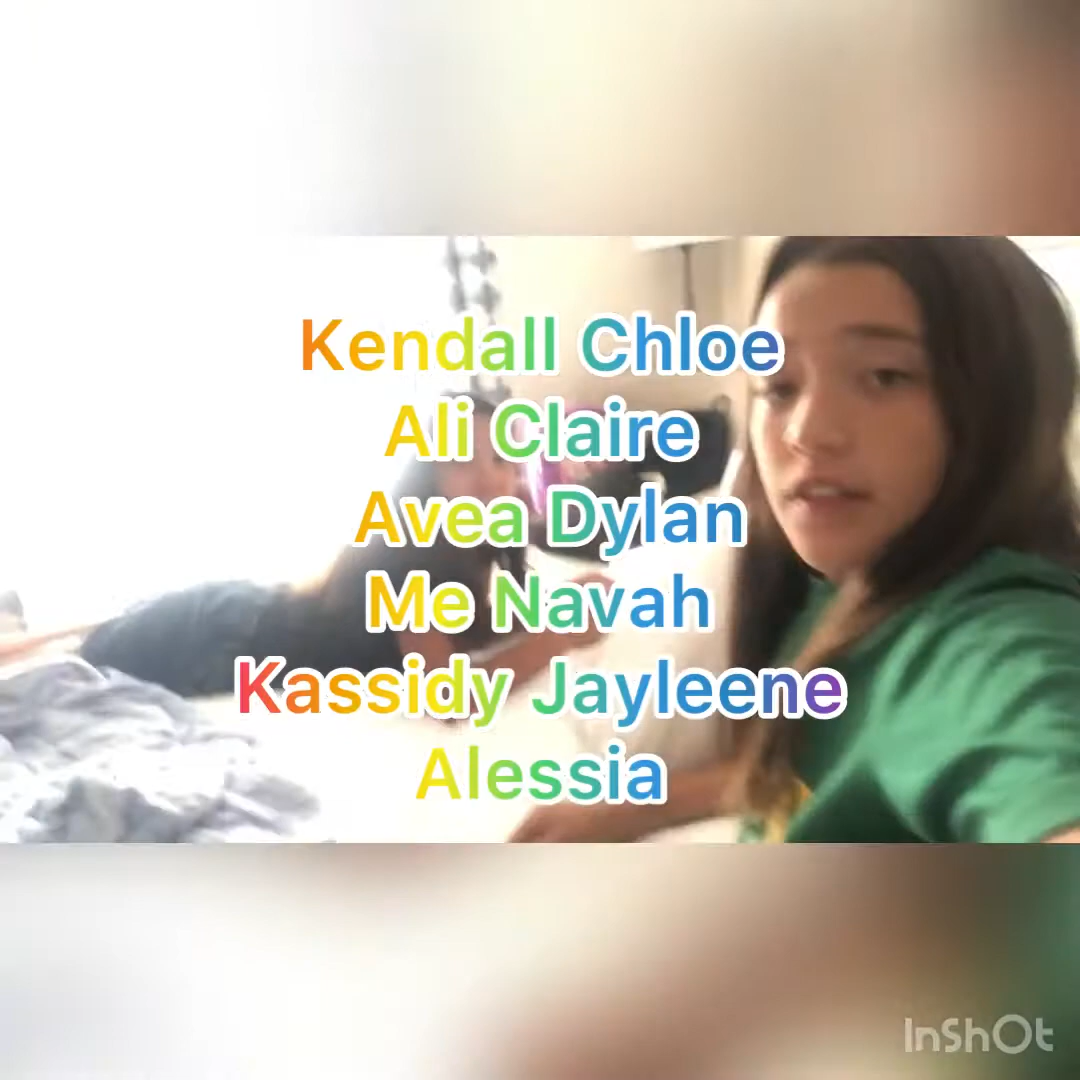 Kendall Chloe
Ali Claire
Avea Dylan
Me Navah
Kassidy Jayleene
Alessia
InShOt